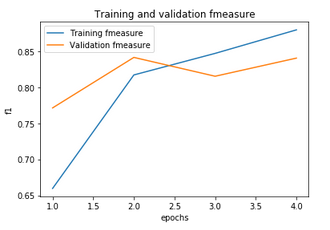 Training and validation fmeasure
Training fmeasure
Validation fmeasure
0.85
0.80
0.75
0.70
0.65
f1
1.0 1.5 2.0 2.5 3.0 3.5 4.0
epochs